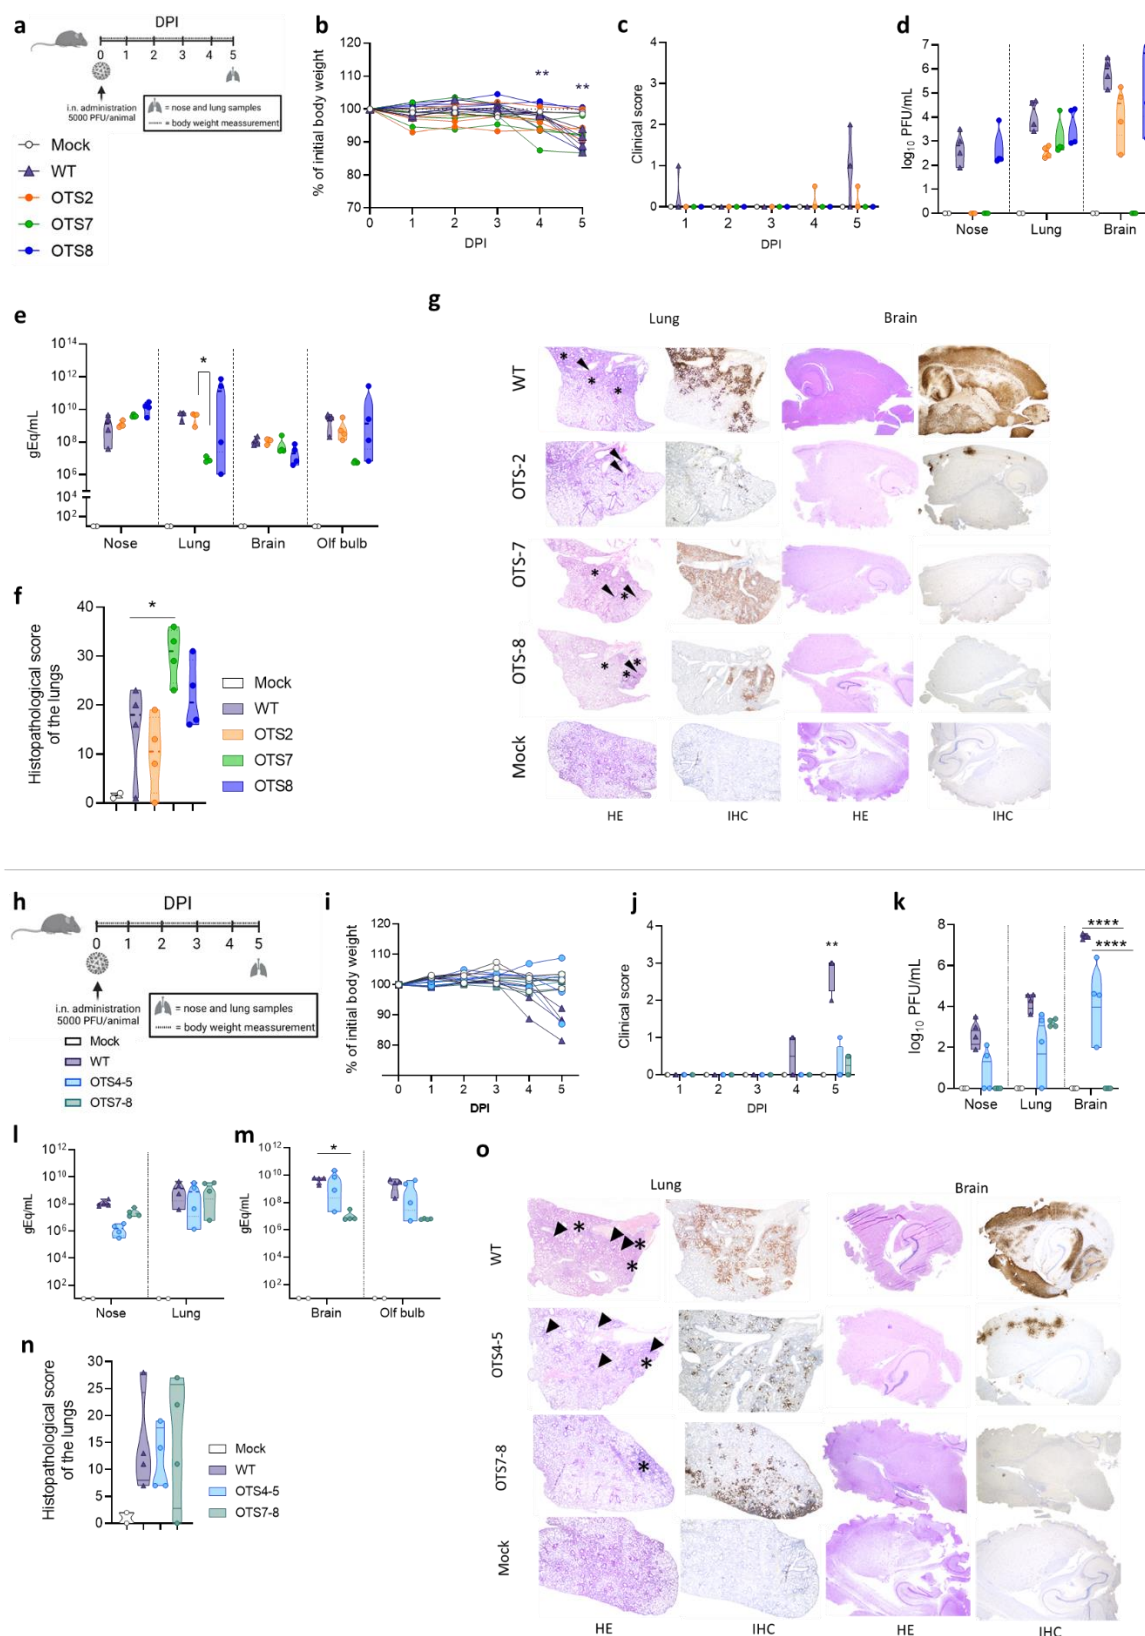 a
DPI
0 1 2 3 4 5
i.n. administration
5000 PFU/animal
= nose and lung samples
= body weight meassurement
Mock
WT
OTS2
OTS7
OTS8
b
% of initial body weight
120
110
100
90
80
70
** **
0 1 2 3 4 5
DPI
c
Clinical score
4
3
2
1
0
1 2 3 4 5
DPI
d
log10 PFU/mL
7
6
5
4
3
2
1
0
Nose Lung Brain
e
gEq/mL
10^14
10^12
10^10
10^8
10^6
10^4
10^2
*
Nose Lung Brain Olf bulb
f
Histopathological score
of the lungs
40
30
20
10
0
*
Mock
WT
OTS2
OTS7
OTS8
g
Lung Brain
WT
* * *
OTS-2
OTS-7
* *
OTS-8
* * *
Mock
HE IHC HE IHC
h
DPI
0 1 2 3 4 5
i.n. administration
5000 PFU/animal
= nose and lung samples
= body weight meassurement
Mock
WT
OTS4-5
OTS7-8
i
% of initial body weight
120
110
100
90
80
0 1 2 3 4 5
DPI
j
Clinical score
4
3
2
1
0
**
1 2 3 4 5
DPI
k
log10 PFU/mL
8
6
4
2
0
****
****
Nose Lung Brain
l
gEq/mL
10^12
10^10
10^8
10^6
10^4
10^2
Nose Lung
m
gEq/mL
10^12
10^10
10^8
10^6
10^4
10^2
*
Brain Olf bulb
n
Histopathological score
of the lungs
30
25
20
15
10
5
0
Mock
WT
OTS4-5
OTS7-8
o
Lung Brain
WT
* * *
OTS4-5
*
OTS7-8
*
Mock
HE IHC HE IHC